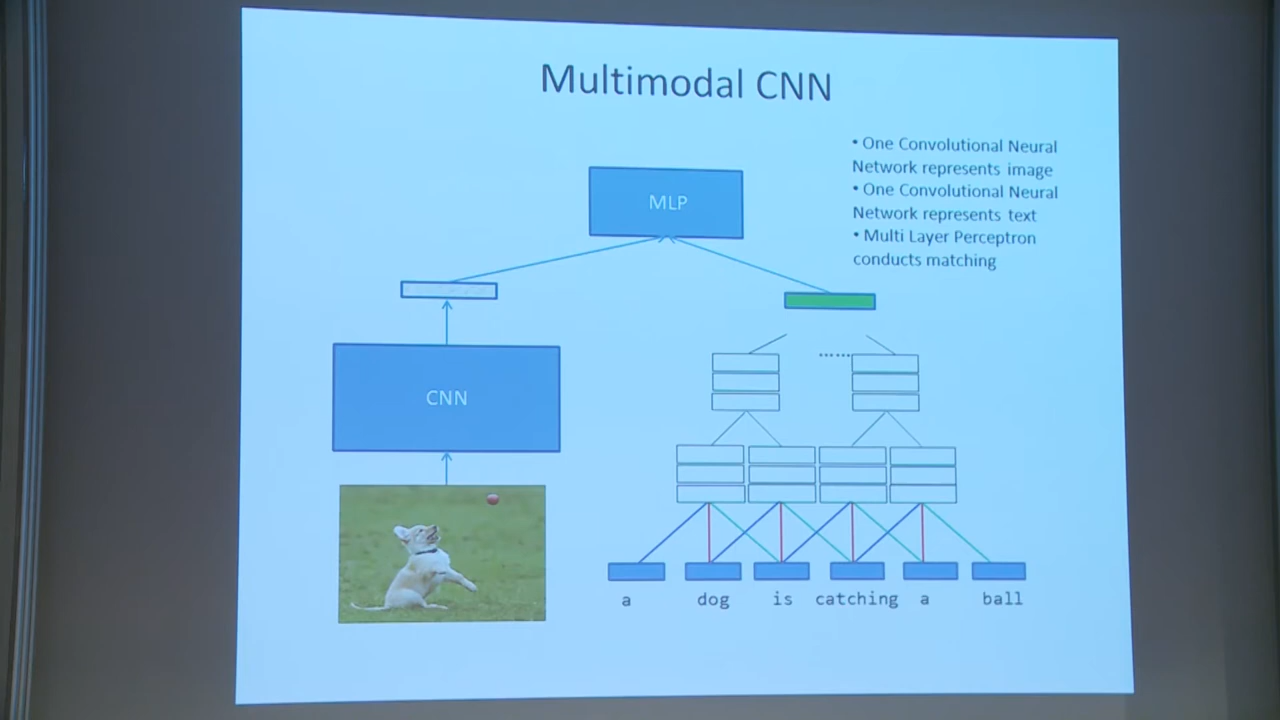 Multimodal CNN
• One Convolutional Neural
Network represents image
• One Convolutional Neural
Network represents text
• Multi Layer Perceptron
conducts matching
MLP
CNN
......
a dog is catching a ball